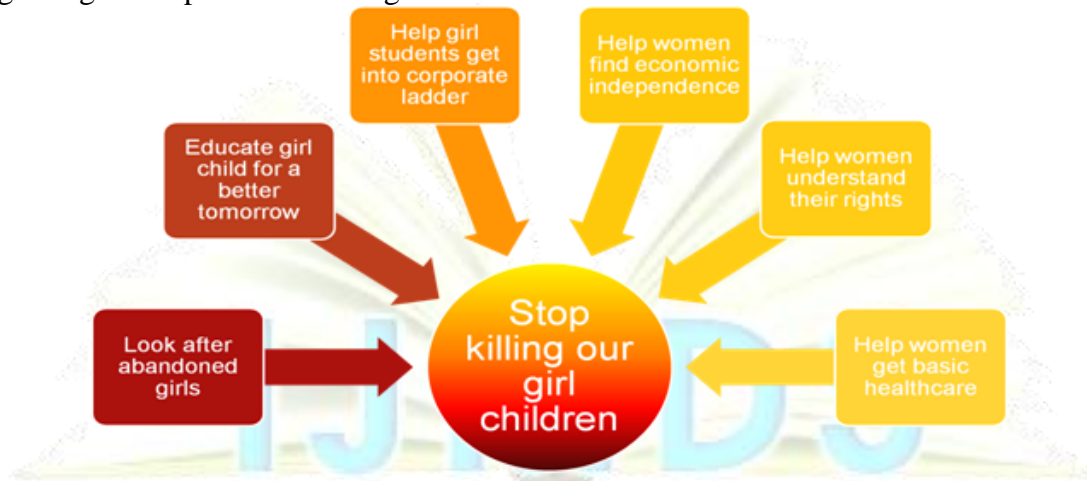 Help girl
students get
into corporate
ladder
Help women
find economic
independence
Educate girl
child for a
better
tomorrow
Help women
understand
their rights
Stop
killing our
girl
children
Look after
abandoned
girls
Help women
get basic
healthcare